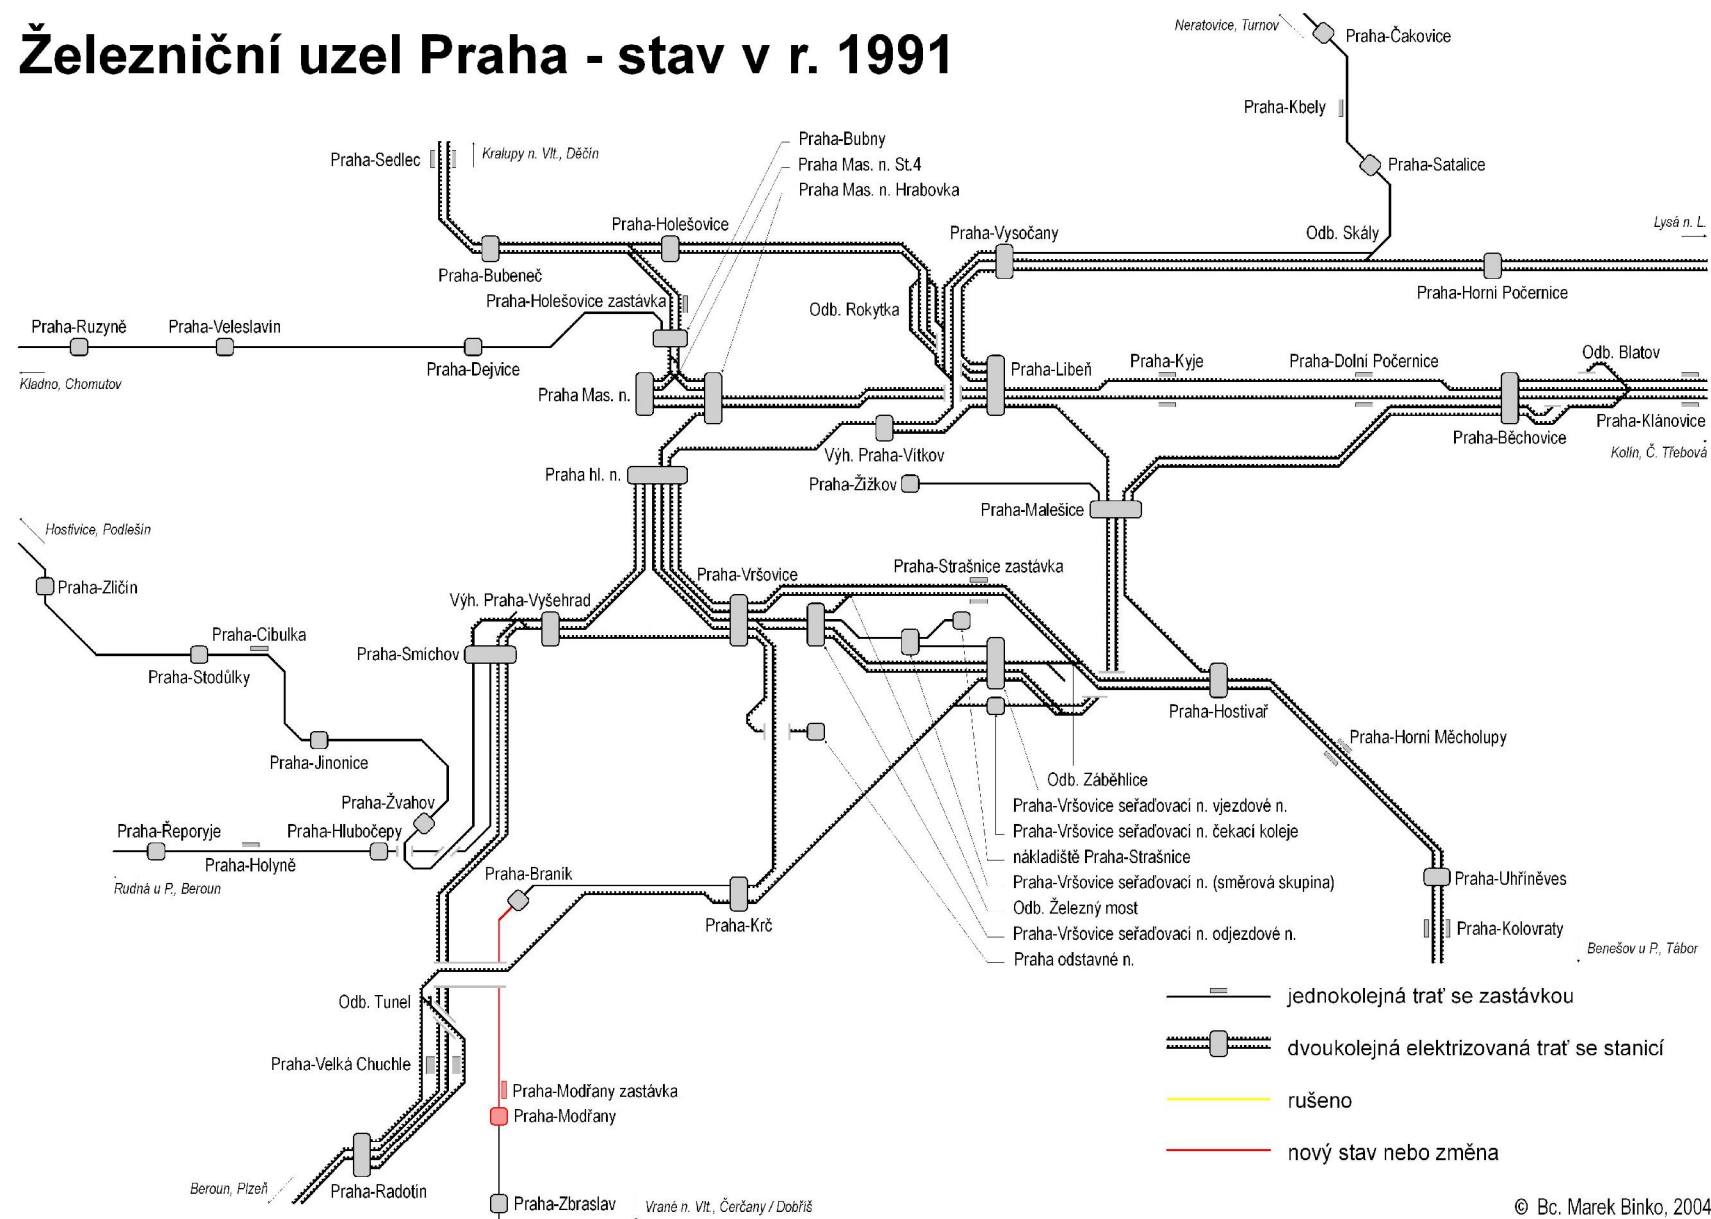 Železniční uzel Praha - stav v r. 1991
Neratovice, Turnov
Praha-Čakovice
Praha-Kbely
Praha-Satalice
Praha-Sedlec
Kralupy n. Vlt., Děčín
Praha-Bubny
Praha Mas. n. St.4
Praha Mas. n. Hrabovka
Praha-Holešovice
Praha-Vysočany
Odb. Skály
Lysá n. L.
Praha-Bubeneč
Praha-Horní Počernice
Praha-Holešovice zastávka
Odb. Rokytka
Praha-Ruzyně
Praha-Veleslavín
Praha-Dejvice
Kladno, Chomutov
Praha-Libeň
Praha-Kyje
Praha-Dolní Počernice
Odb. Blatov
Praha Mas. n.
Praha-Klánovice
Praha-Běchovice
Kolín, Č. Třebová
Výh. Praha-Vítkov
Praha hl. n.
Praha-Žižkov
Praha-Malešice
Hostivice, Podlešín
Praha-Zličín
Praha-Vršovice
Praha-Strašnice zastávka
Výh. Praha-Vyšehrad
Praha-Cibulka
Praha-Smíchov
Praha-Stodůlky
Praha-Hostivař
Praha-Jinonice
Praha-Horní Měcholupy
Odb. Záběhlice
Praha-Žvahov
Praha-Vršovice seřaďovací n. vjezdové n.
Praha-Řeporyje
Praha-Hlubočepy
Praha-Vršovice seřaďovací n. čekací koleje
Praha-Holyně
nákladiště Praha-Strašnice
Praha-Braník
Praha-Vršovice seřaďovací n. (směrová skupina)
Praha-Uhříněves
Rudná u P., Beroun
Odb. Železný most
Praha-Krč
Praha-Kolovraty
Praha-Vršovice seřaďovací n. odjezdové n.
Benešov u P., Tábor
Praha odstavné n.
Odb. Tunel
jednokolejná trať se zastávkou
dvoukolejná elektrizovaná trať se stanicí
Praha-Velká Chuchle
Praha-Modřany zastávka
rušeno
Praha-Modřany
nový stav nebo změna
Beroun, Plzeň
Praha-Radotín
Praha-Zbraslav
Vrané n. Vlt., Čerčany / Dobříš
© Bc. Marek Binko, 2004